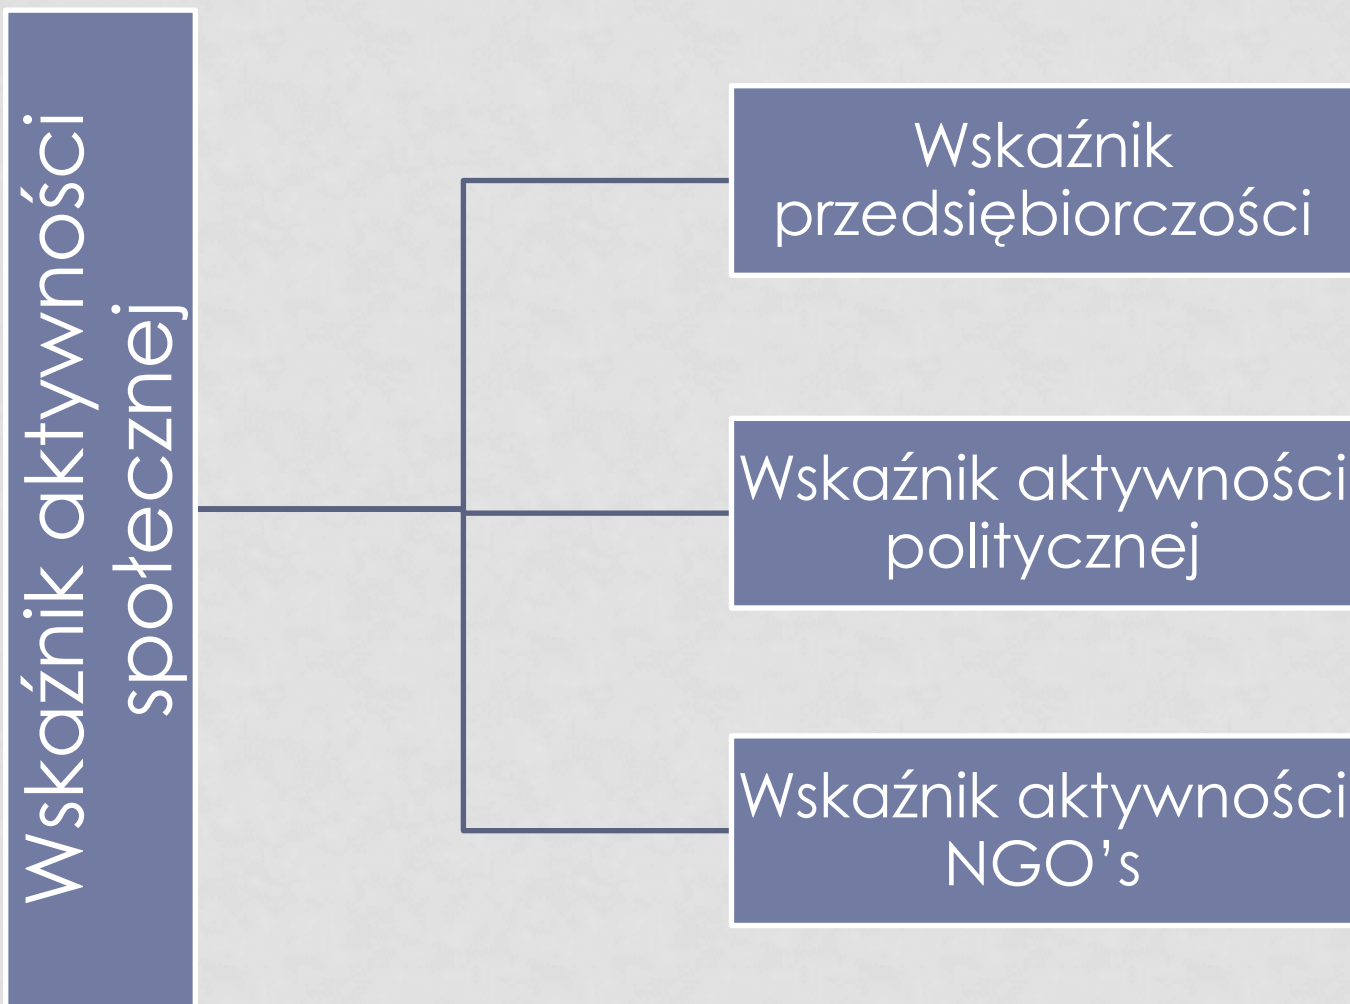 Wskaźnik aktywności
społecznej
Wskaźnik
przedsiębiorczości
Wskaźnik aktywności
politycznej
Wskaźnik aktywności
NGO's